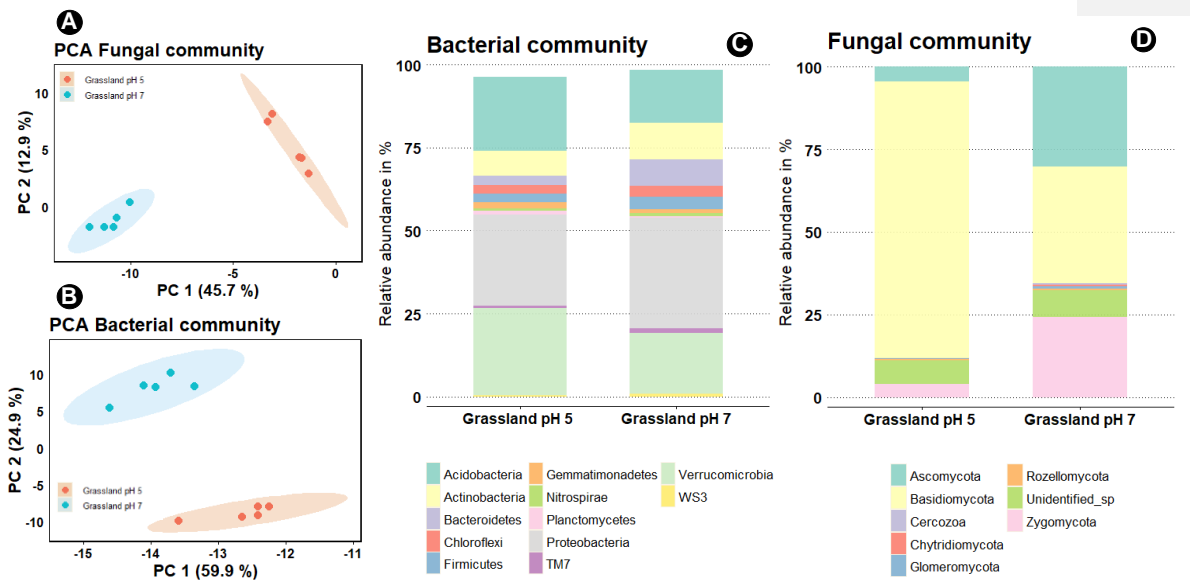 A
PCA Fungal community
Grassland pH 5
Grassland pH 7
10
5
0
PC 2 (12.9 %)
-10
-5
0
PC 1 (45.7 %)
B
PCA Bacterial community
10
5
0
-5
-10
PC 2 (24.9 %)
Grassland pH 5
Grassland pH 7
-15
-14
-13
-12
-11
PC 1 (59.9 %)
Bacterial community
C
100
75
50
25
0
Relative abundance in %
Grassland pH 5
Grassland pH 7
Acidobacteria
Actinobacteria
Bacteroidetes
Chloroflexi
Firmicutes
Gemmatimonadetes
Nitrospirae
Planctomycetes
Proteobacteria
TM7
Verrucomicrobia
WS3
Fungal community
D
100
75
50
25
0
Relative abundance in %
Grassland pH 5
Grassland pH 7
Ascomycota
Basidiomycota
Cercozoa
Chytridiomycota
Glomeromycota
Rozellomycota
Unidentified_sp
Zygomycota